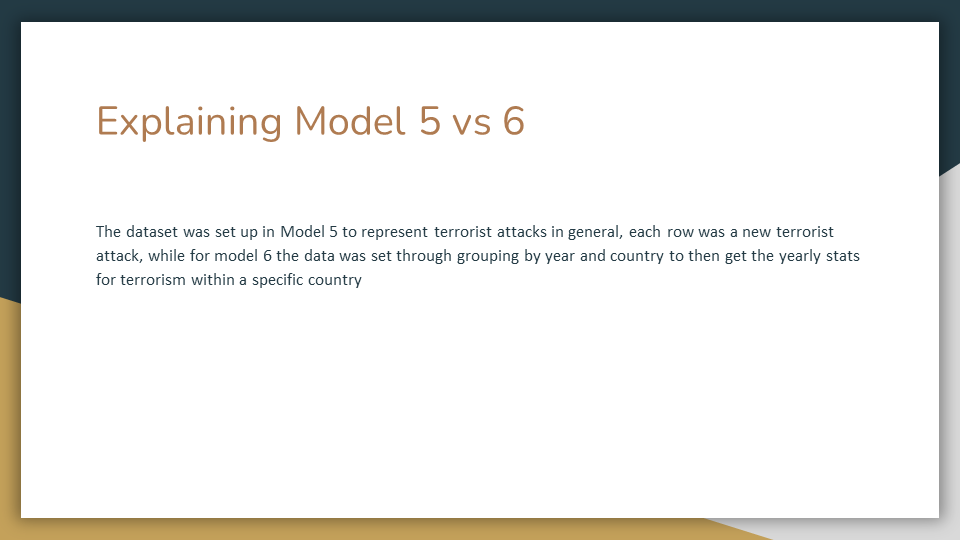 Explaining Model 5 vs 6
The dataset was set up in Model 5 to represent terrorist attacks in general, each row was a new terrorist
attack, while for model 6 the data was set through grouping by year and country to then get the yearly stats
for terrorism within a specific country